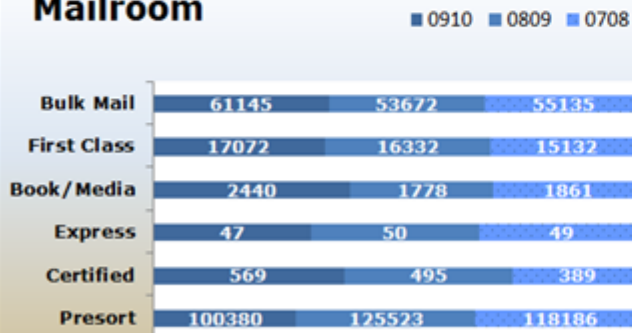 Mailroom
0910 0809 0708
Bulk Mail 61145 53672 55135
First Class 17072 16332 15132
Book/Media 2440 1778 1861
Express 47 50 49
Certified 569 495 389
Presort 100380 125523 118186